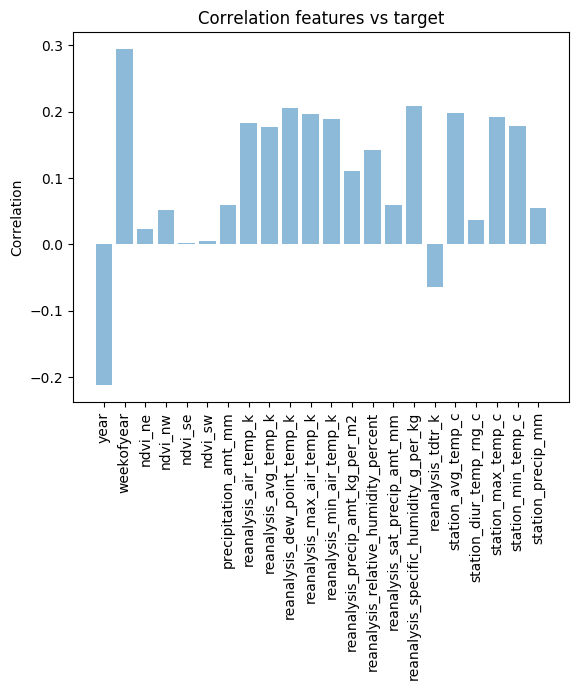 Correlation features vs target
Correlation
0.3
0.2
0.1
0.0
−0.1
−0.2
year
weekofyear
ndvi_ne
ndvi_nw
ndvi_se
ndvi_sw
precipitation_amt_mm
reanalysis_air_temp_k
reanalysis_avg_temp_k
reanalysis_dew_point_temp_k
reanalysis_max_air_temp_k
reanalysis_min_air_temp_k
reanalysis_precip_amt_kg_per_m2
reanalysis_relative_humidity_percent
reanalysis_sat_precip_amt_mm
reanalysis_specific_humidity_g_per_kg
reanalysis_tdtr_k
station_avg_temp_c
station_diur_temp_rng_c
station_max_temp_c
station_min_temp_c
station_precip_mm